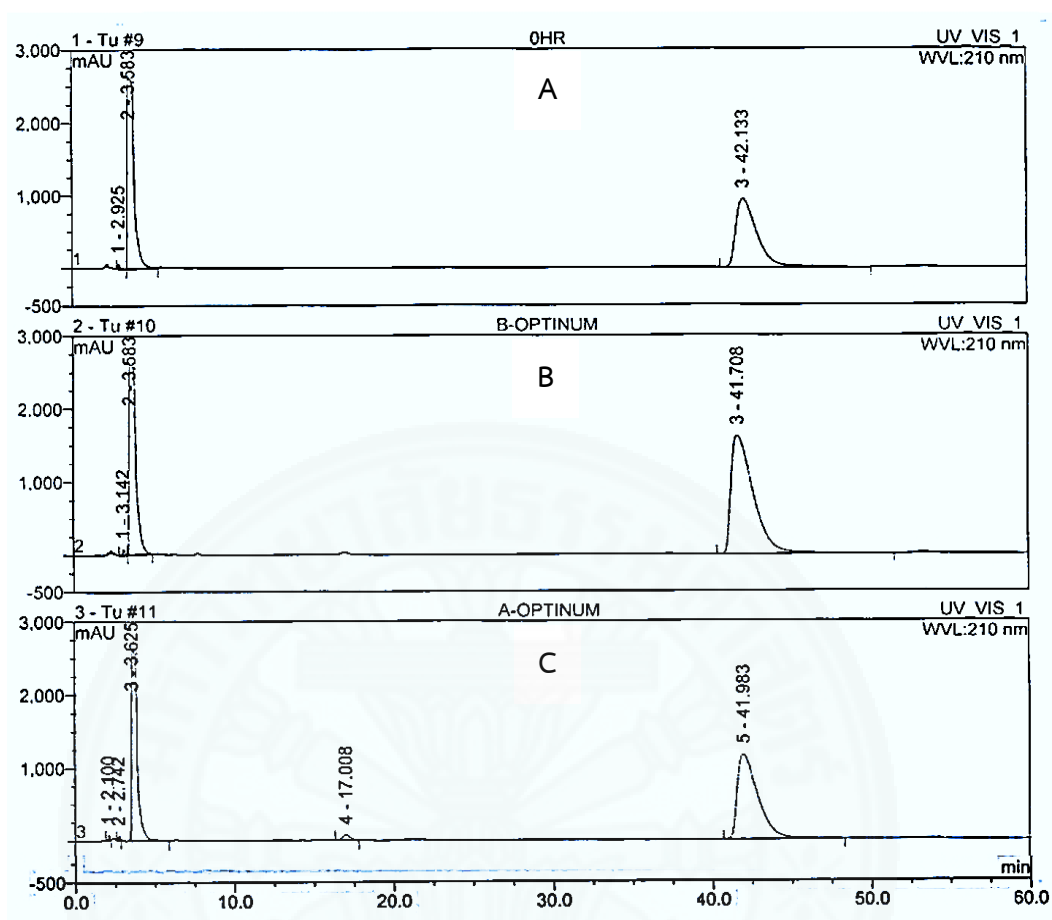 1 - Tu #9 0HR UV_VIS_1
3.000 mAU WVL:210 nm
A
2 - 3.583
2.000
3 - 42.133
1 - 2.925
1,000
1
-500
2 - Tu #10 B-OPTINUM UV_VIS_1
3.000 mAU WVL:210 nm
B
2 - 3.583
3 - 41.708
2.000
1 - 3.142
1,000
2
-500
3 - Tu #11 A-OPTINUM UV_VIS_1
3,000 mAU WVL:210 nm
C
3 - 3.625
2,000
5 - 41.983
1 - 2.100
2 - 2.742
4 - 17.008
1,000
3
min
-500
0.0 10.0 20.0 30.0 40.0 50.0 60.0